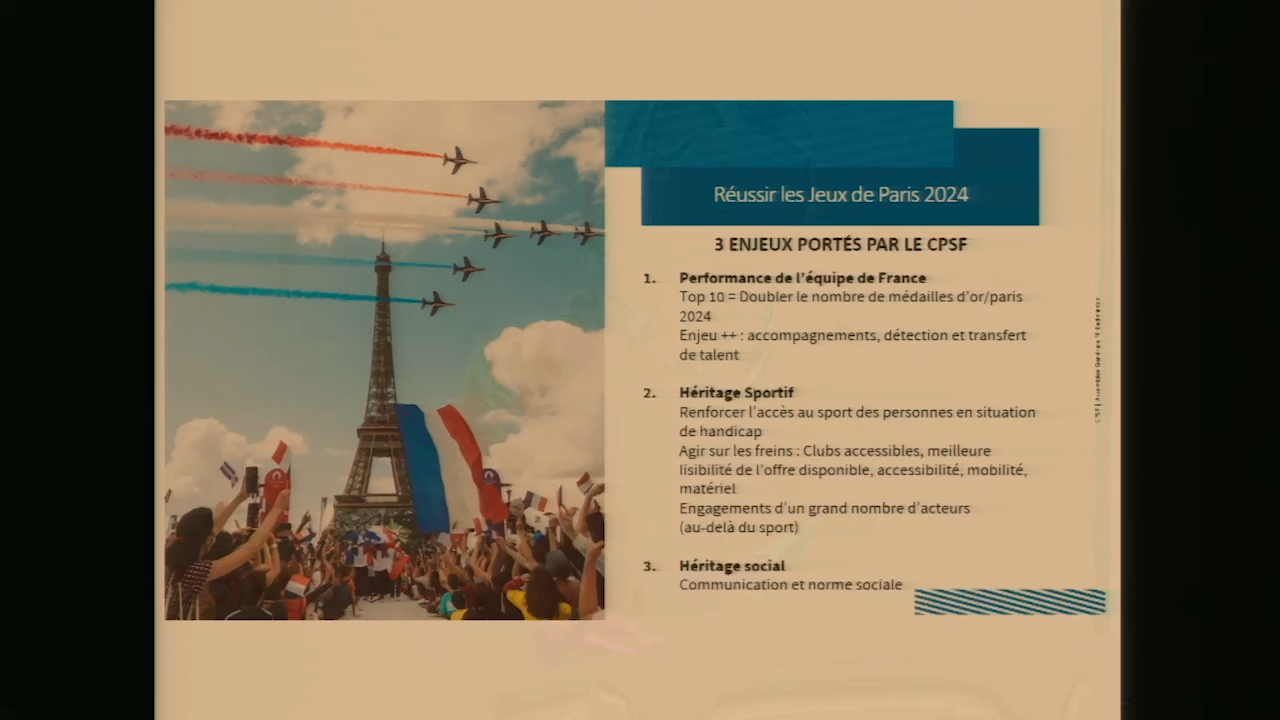 Réussir les Jeux de Paris 2024
3 ENJEUX PORTÉS PAR LE CPSF
1. Performance de l'équipe de France
Top 10 = Doubler le nombre de médailles d'or/paris
2024
Enjeu ++ : accompagnements, détection et transfert
de talent
2. Héritage Sportif
Renforcer l'accès au sport des personnes en situation
de handicap
Agir sur les freins : Clubs accessibles, meilleure
lisibilité de l'offre disponible, accessibilité, mobilité,
matériel
Engagements d'un grand nombre d'acteurs
(au-delà du sport)
3. Héritage social
Communication et norme sociale